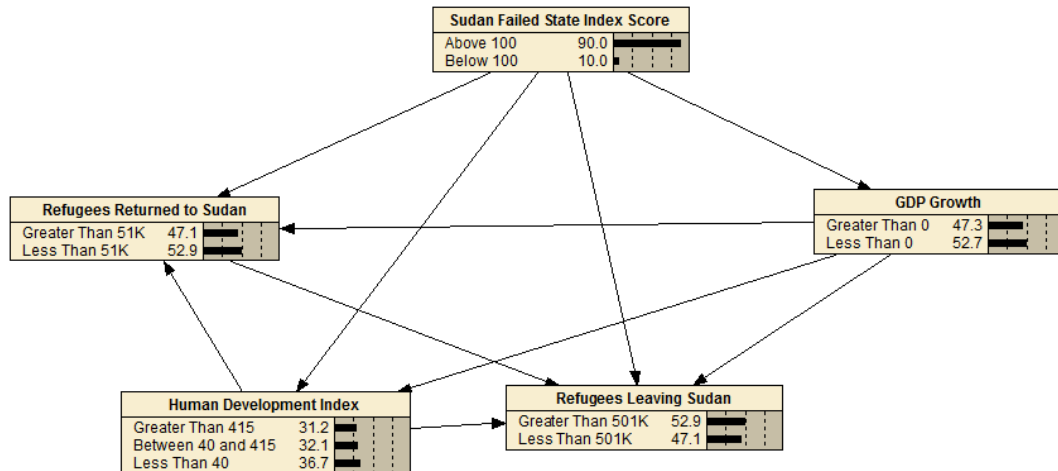 Sudan Failed State Index Score
Above 100 90.0
Below 100 10.0
Refugees Returned to Sudan
Greater Than 51K 47.1
Less Than 51K 52.9
GDP Growth
Greater Than 0 47.3
Less Than 0 52.7
Human Development Index
Greater Than 415 31.2
Between 40 and 415 32.1
Less Than 40 36.7
Refugees Leaving Sudan
Greater Than 501K 52.9
Less Than 501K 47.1